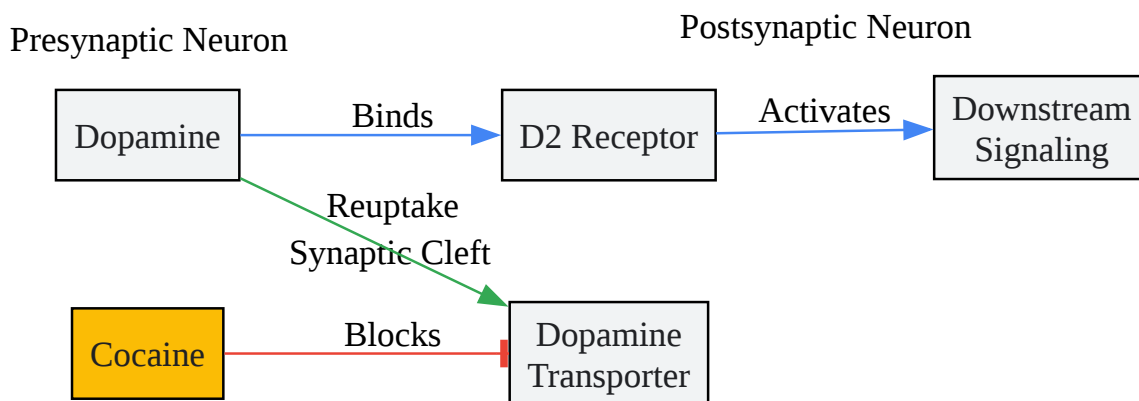 Presynaptic Neuron
Postsynaptic Neuron
Dopamine
Binds
D2 Receptor
Activates
Downstream
Signaling
Reuptake
Synaptic Cleft
Cocaine
Blocks
Dopamine
Transporter